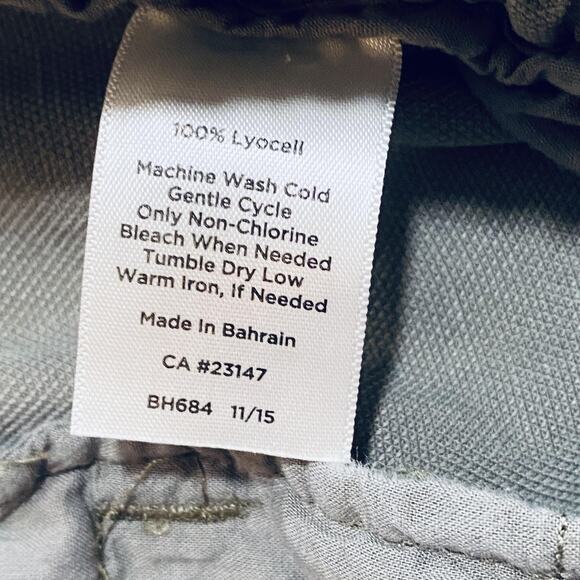 100% Lyocell
Machine Wash Cold
Gentle Cycle
Only Non-Chlorine
Bleach When Needed
Tumble Dry Low
Warm Iron, If Needed
Made In Bahrain
CA #23147
BH684 11/15